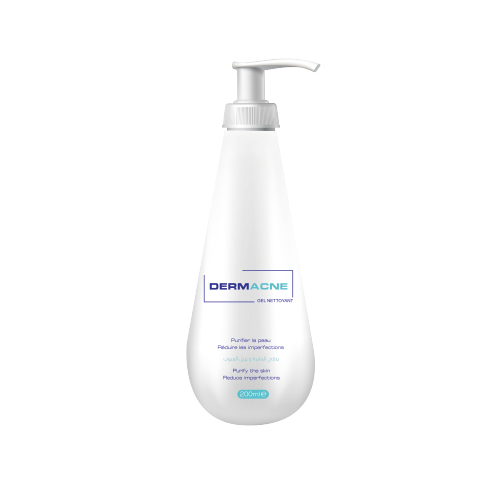 DERMACNE
GEL NETTOYANT
Purifier la peau
Réduire les imperfections
Purify the skin
Reduce imperfections
200ml e